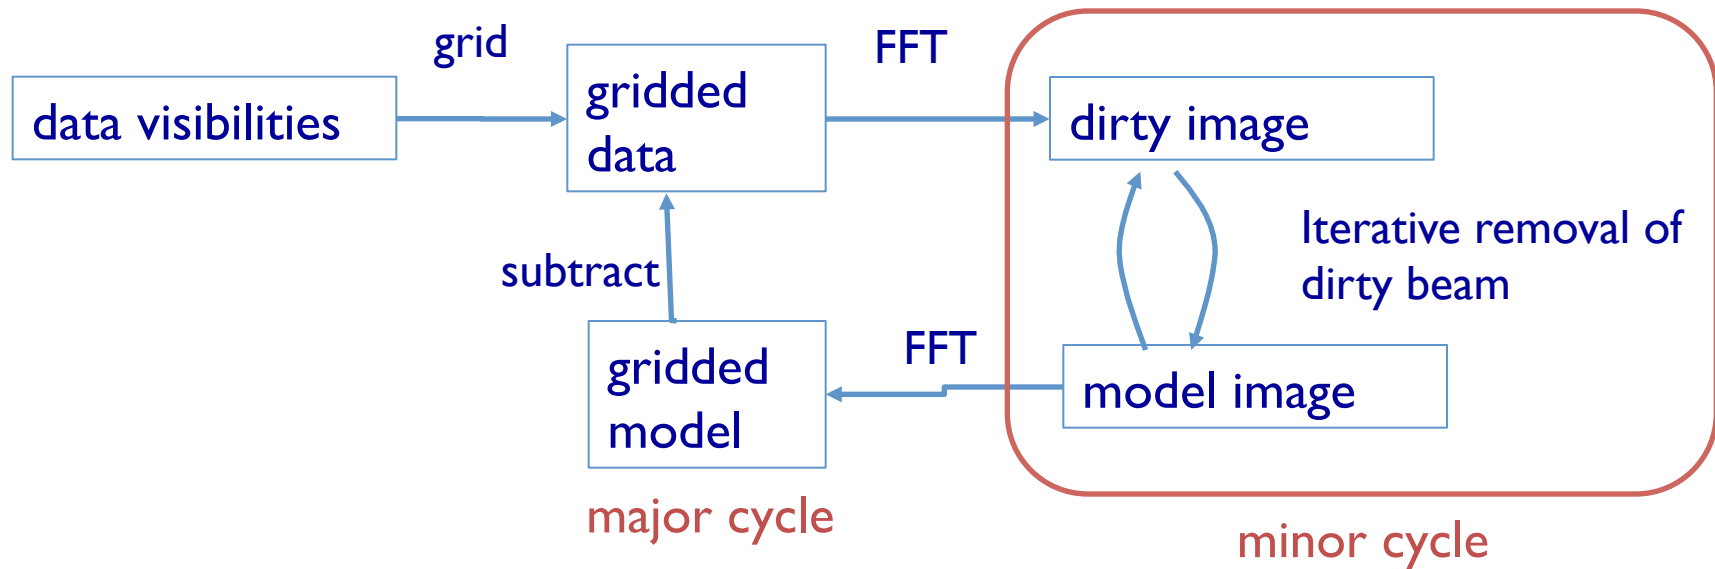 grid
FFT
data visibilities
gridded
data
dirty image
subtract
Iterative removal of
dirty beam
FFT
gridded
model
model image
major cycle
minor cycle